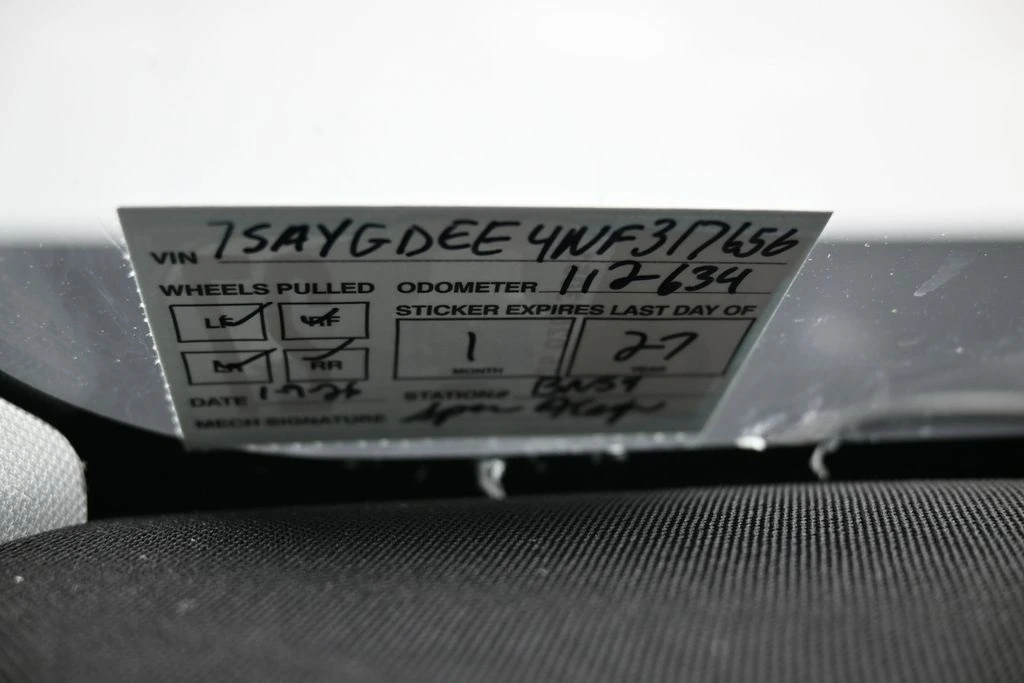 VIN 7SAYGDEE4NF317656
WHEELS PULLED ODOMETER 112634
LF RF STICKER EXPIRES LAST DAY OF
LR RR 1 27
MONTH YEAR
DATE 1-7-26 STATION# BN59
MECH SIGNATURE